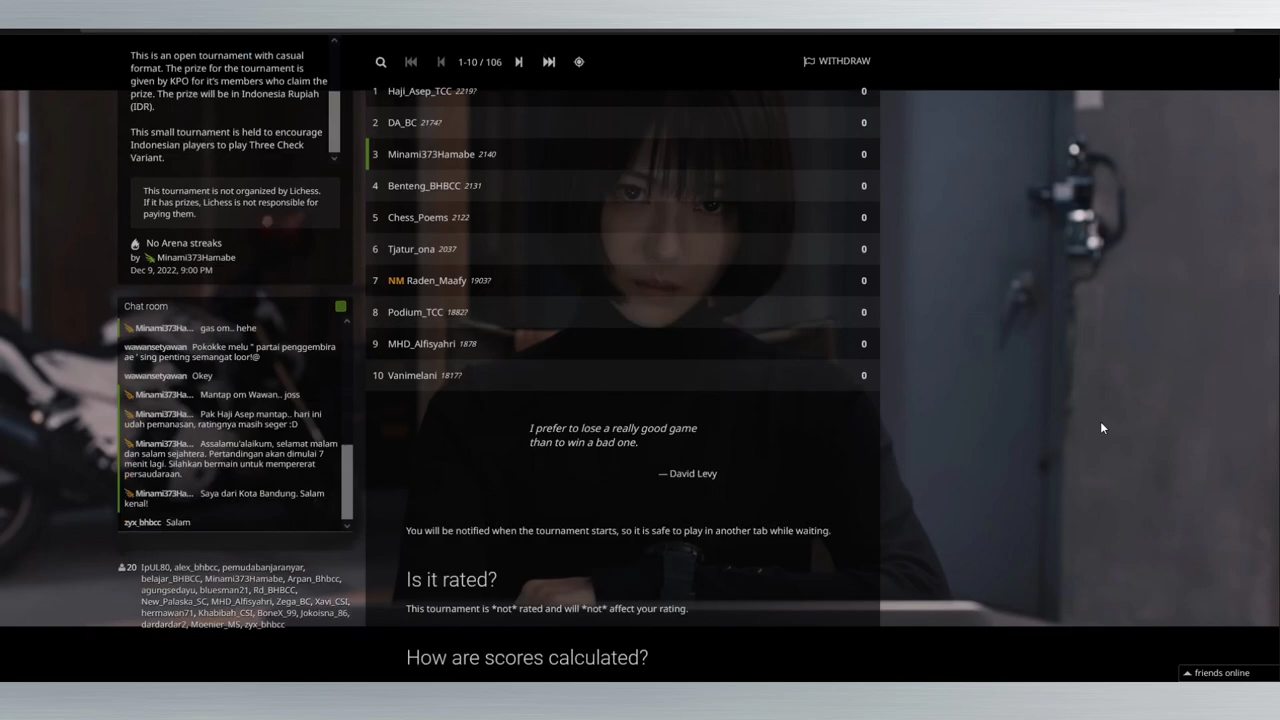 This is an open tournament with casual
format. The prize for the tournament is
given by KPO for it's members who claim the
prize. The prize will be in Indonesia Rupiah
(IDR).
This small tournament is held to encourage
Indonesian players to play Three Check
Variant.
This tournament is not organized by Lichess.
If it has prizes, Lichess is not responsible for
paying them.
No Arena streaks
by Minami373Hamabe
Dec 9, 2022, 9:00 PM
Chat room
Minami373Ha... gas om.. hehe
wawansetyawan Pokokke melu " partai penggembira
ae ' sing penting semangat loor!@
wawansetyawan Okey
Minami373Ha... Mantap om Wawan.. joss
Minami373Ha... Pak Haji Asep mantap.. hari ini
udah pemanasan, ratingnya masih seger :D
Minami373Ha... Assalamu'alaikum, selamat malam
dan salam sejahtera. Pertandingan akan dimulai 7
menit lagi. Silahkan bermain untuk mempererat
persaudaraan.
Minami373Ha... Saya dari Kota Bandung. Salam
kenal!
zyx_bhbcc Salam
20 IpUL80, alex_bhbcc, pemudabanjaranyar,
belajar_BHBCC, Minami373Hamabe, Arpan_Bhbcc,
agungsedayu, bluesman21, Rd_BHBCC,
New_Palaska_SC, MHD_Alfisyahri, Zega_BC, Xavi_CSI,
hermawan71, Khabibah_CSI, BoneX_99, Jokoisna_86,
dardardar2, Moenier_MS, zyx_bhbcc
1-10 / 106
WITHDRAW
1 Haji_Asep_TCC 2219? 0
2 DA_BC 2174? 0
3 Minami373Hamabe 2140 0
4 Benteng_BHBCC 2131 0
5 Chess_Poems 2122 0
6 Tjatur_ona 2037 0
7 NM Raden_Maafy 1903? 0
8 Podium_TCC 1882? 0
9 MHD_Alfisyahri 1878 0
10 Vanimelani 1817? 0
I prefer to lose a really good game
than to win a bad one.
— David Levy
You will be notified when the tournament starts, so it is safe to play in another tab while waiting.
Is it rated?
This tournament is *not* rated and will *not* affect your rating.
How are scores calculated?
friends online